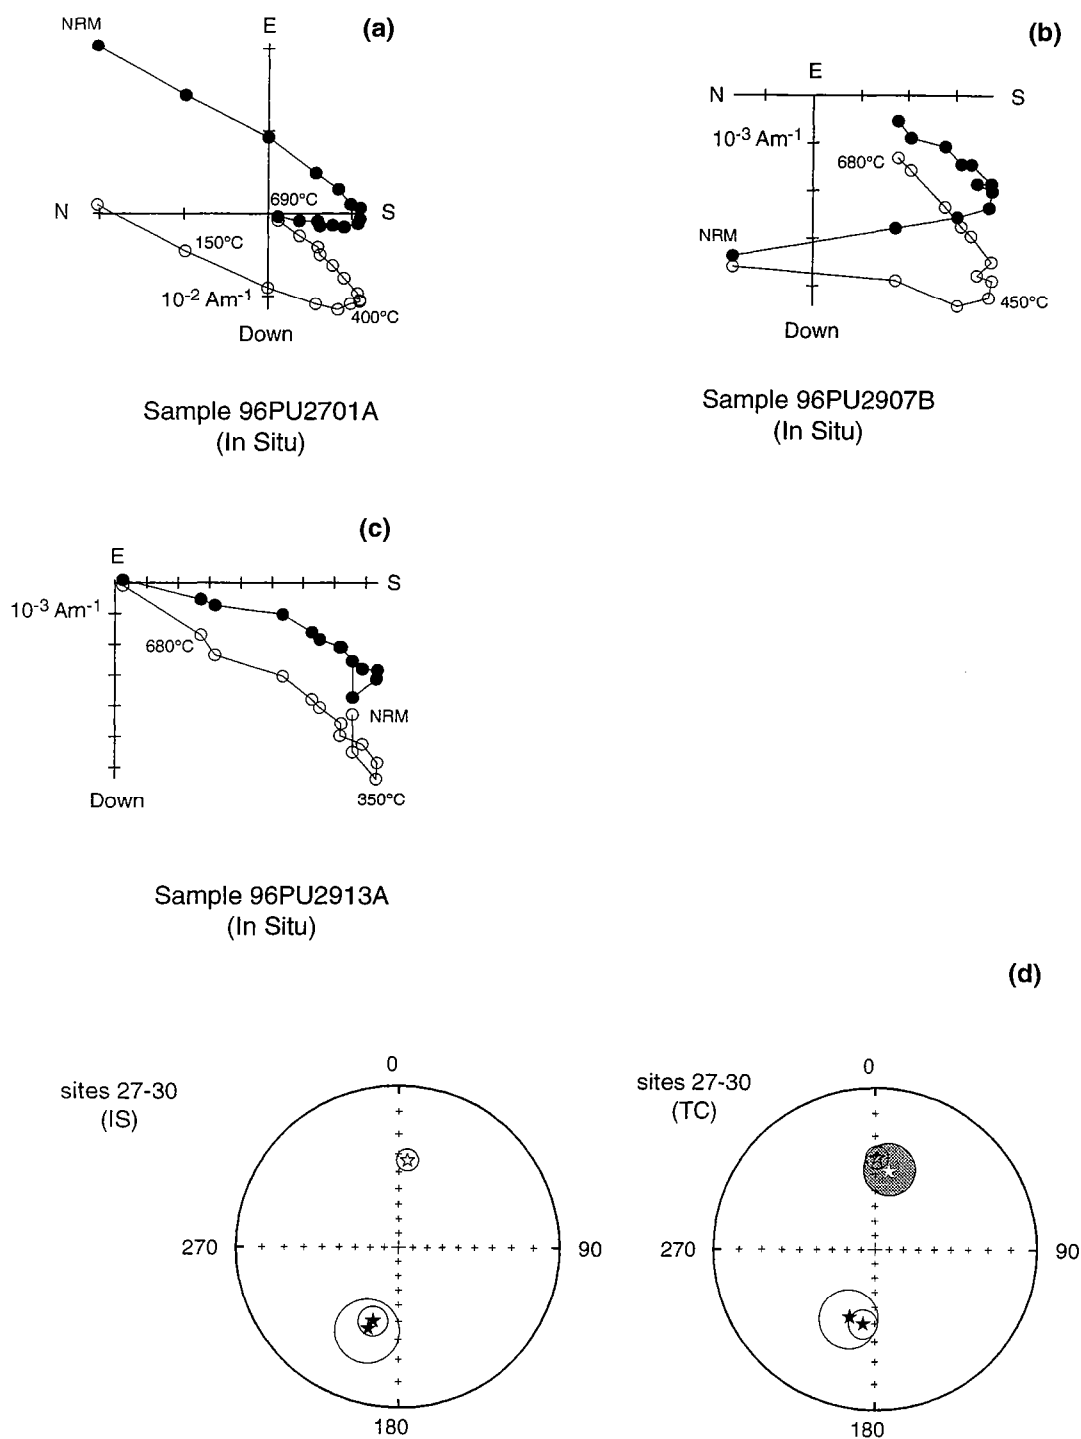 (a)
NRM
E
690°C
N
S
150°C
10-2 Am-1
400°C
Down
Sample 96PU2701A
(In Situ)
(b)
E
N
S
10-3 Am-1
680°C
NRM
450°C
Down
Sample 96PU2907B
(In Situ)
(c)
E
S
10-3 Am-1
680°C
NRM
350°C
Down
Sample 96PU2913A
(In Situ)
(d)
sites 27-30
(IS)
0
270
90
180
sites 27-30
(TC)
0
270
90
180